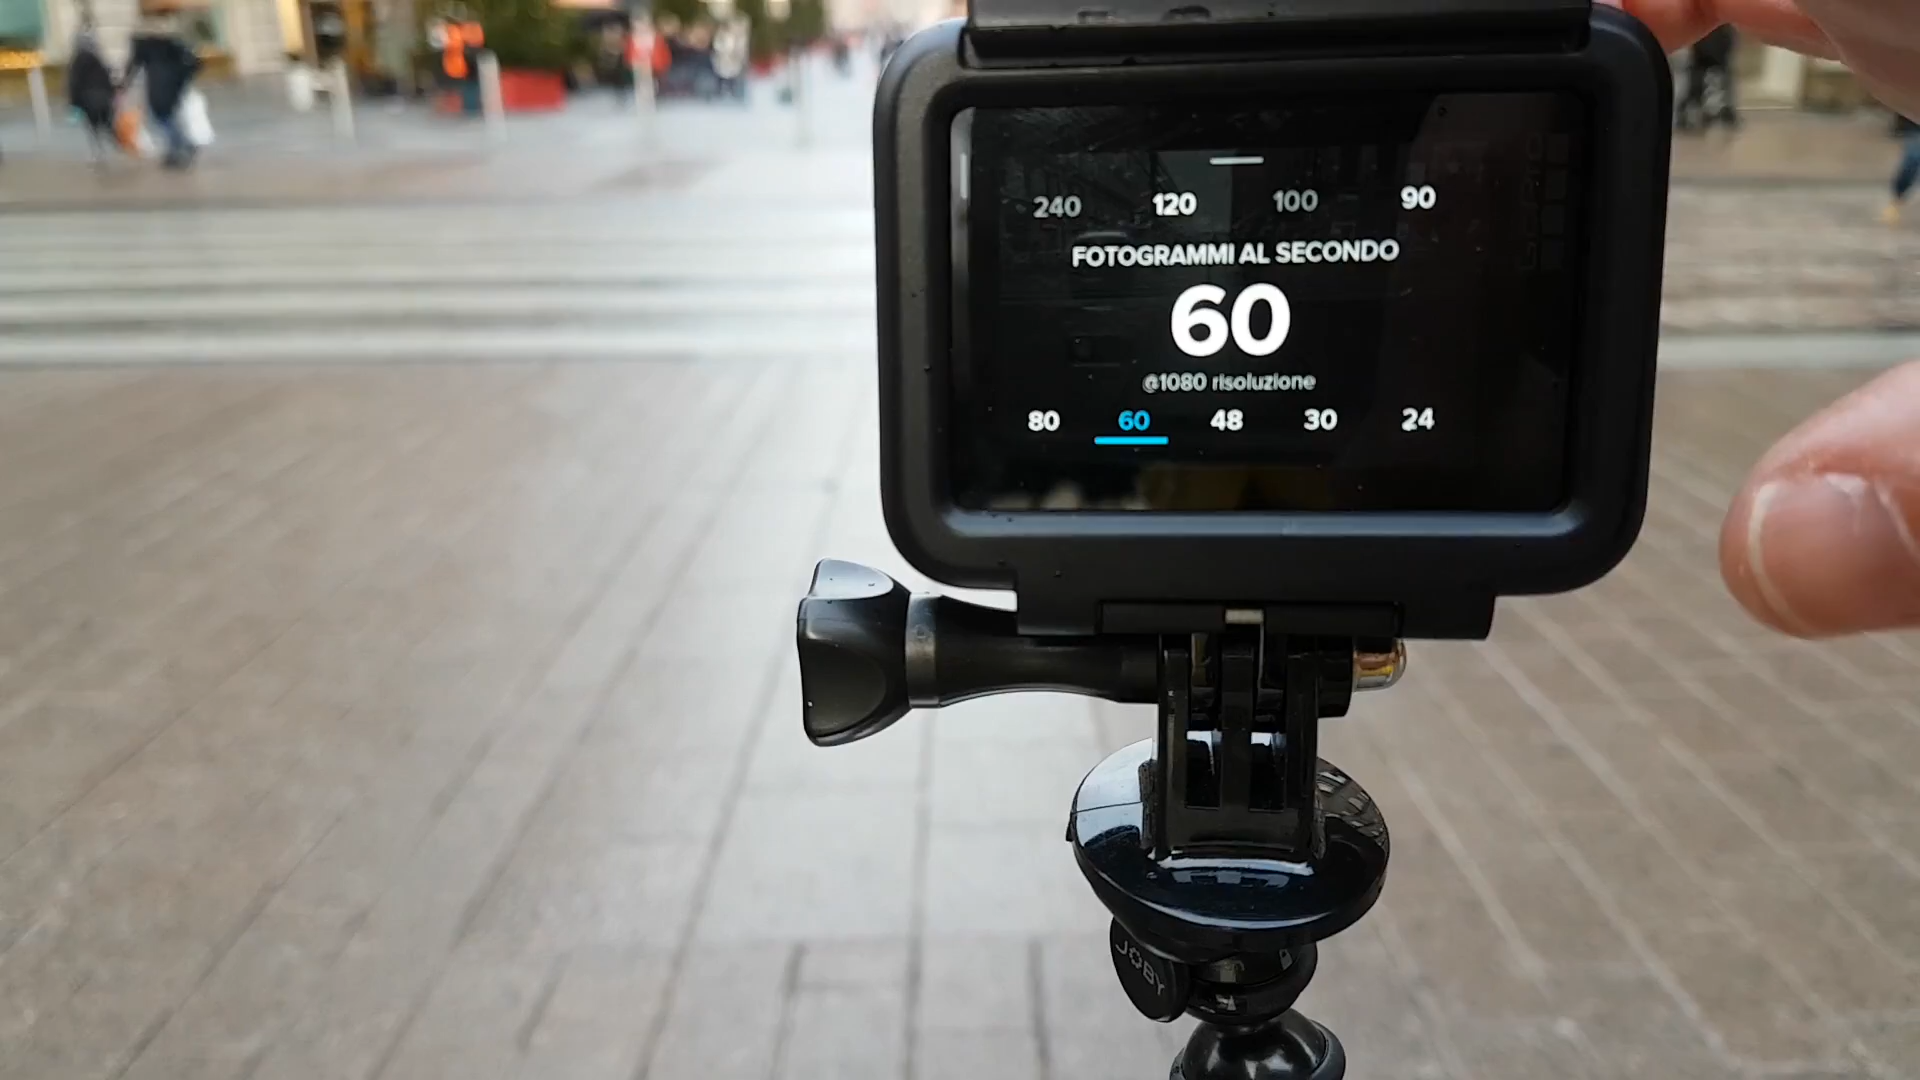 240 120 100 90
FOTOGRAMMI AL SECONDO
60
@1080 risoluzione
80 60 48 30 24
JOBY